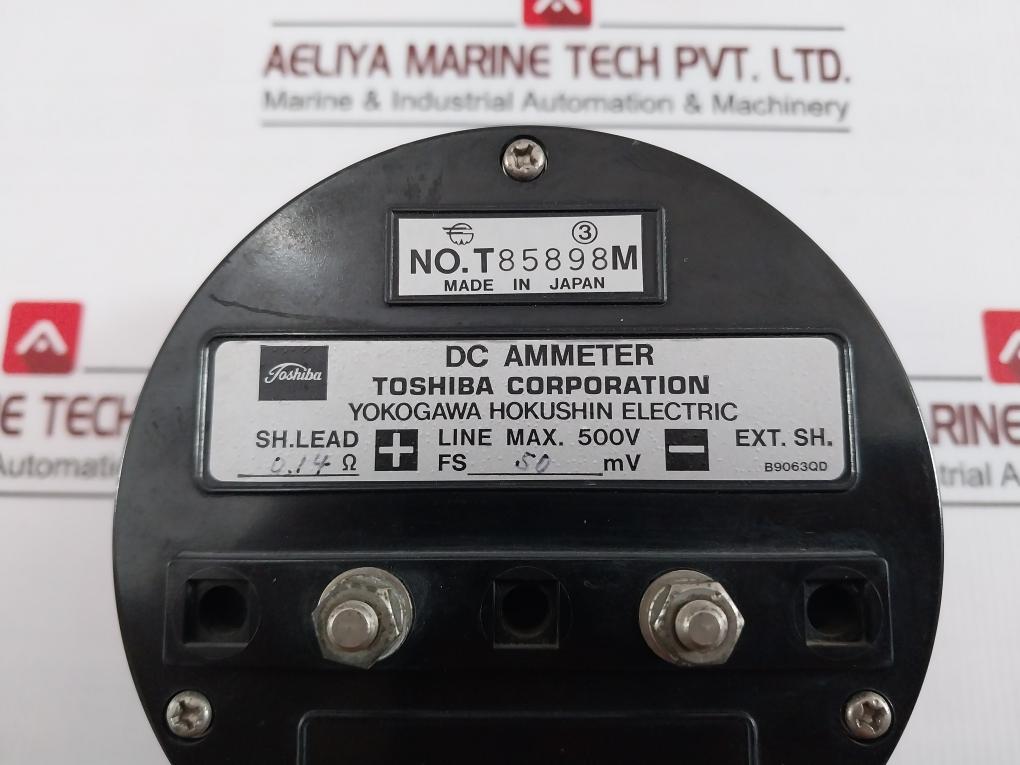 AELIYA MARINE TECH PVT. LTD.
Marine & Industrial Automation & Machinery
③
NO.T85898M
MADE IN JAPAN
Toshiba
DC AMMETER
TOSHIBA CORPORATION
YOKOGAWA HOKUSHIN ELECTRIC
SH.LEAD + LINE MAX. 500V − EXT. SH.
0.14 Ω FS 50 mV B9063QD
NE TECH
Automat
RINE
trial A